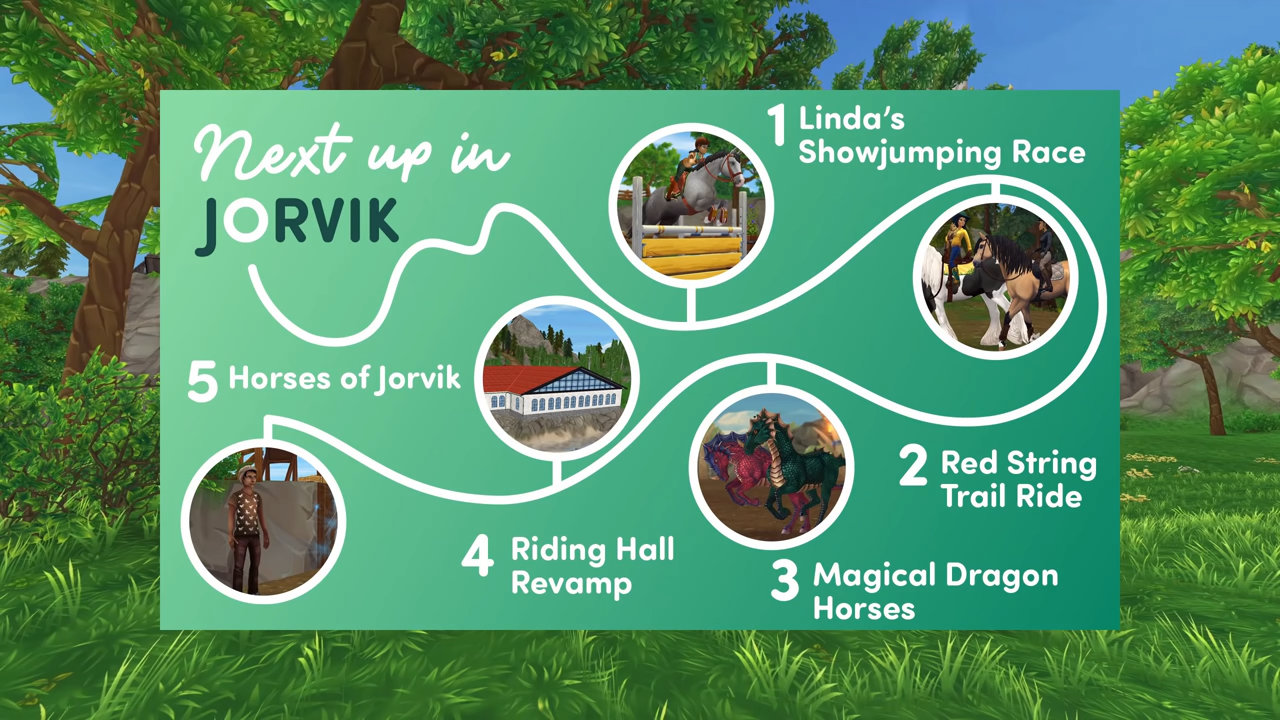 Next up in
JORVIK
1 Linda's
Showjumping Race
2 Red String
Trail Ride
3 Magical Dragon
Horses
4 Riding Hall
Revamp
5 Horses of Jorvik